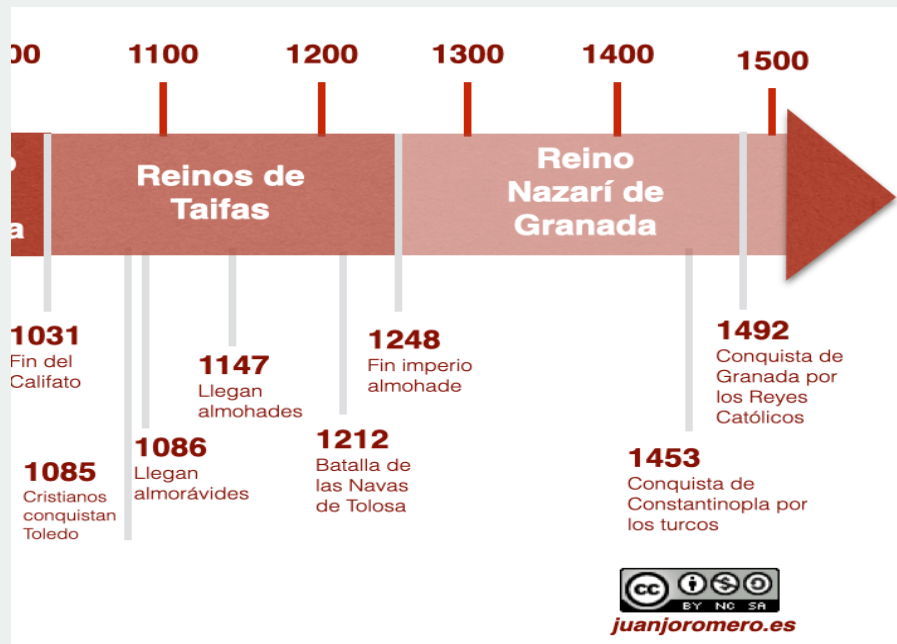 00
1100
1200
1300
1400
1500
o
a
Reinos de
Taifas
Reino
Nazarí de
Granada
1031
Fin del
Califato
1085
Cristianos
conquistan
Toledo
1086
Llegan
almorávides
1147
Llegan
almohades
1212
Batalla de
las Navas
de Tolosa
1248
Fin imperio
almohade
1453
Conquista de
Constantinopla por
los turcos
1492
Conquista de
Granada por
los Reyes
Católicos
cc
BY NC SA
juanjoromero.es